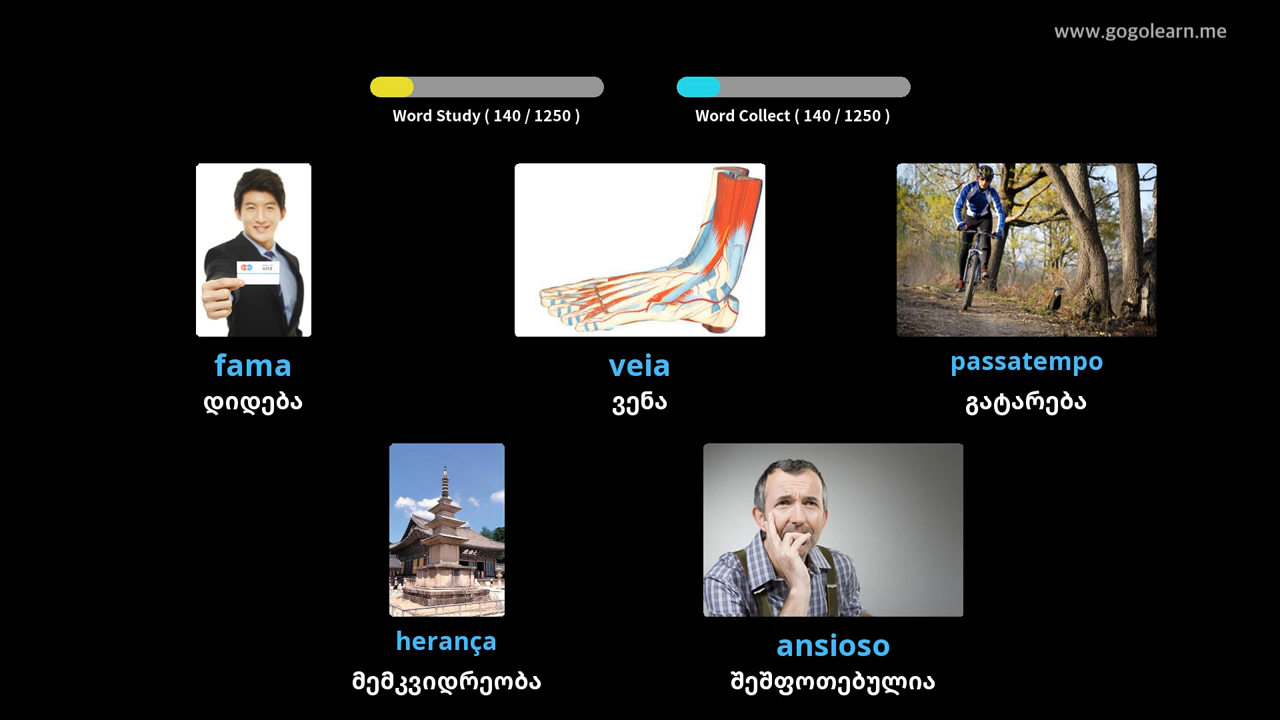 www.gogolearn.me
Word Study ( 140 / 1250 )
Word Collect ( 140 / 1250 )
fama
veia
passatempo
დიდება
ვენა
გატარება
herança
ansioso
მემკვიდრეობა
შეშფოთებულია